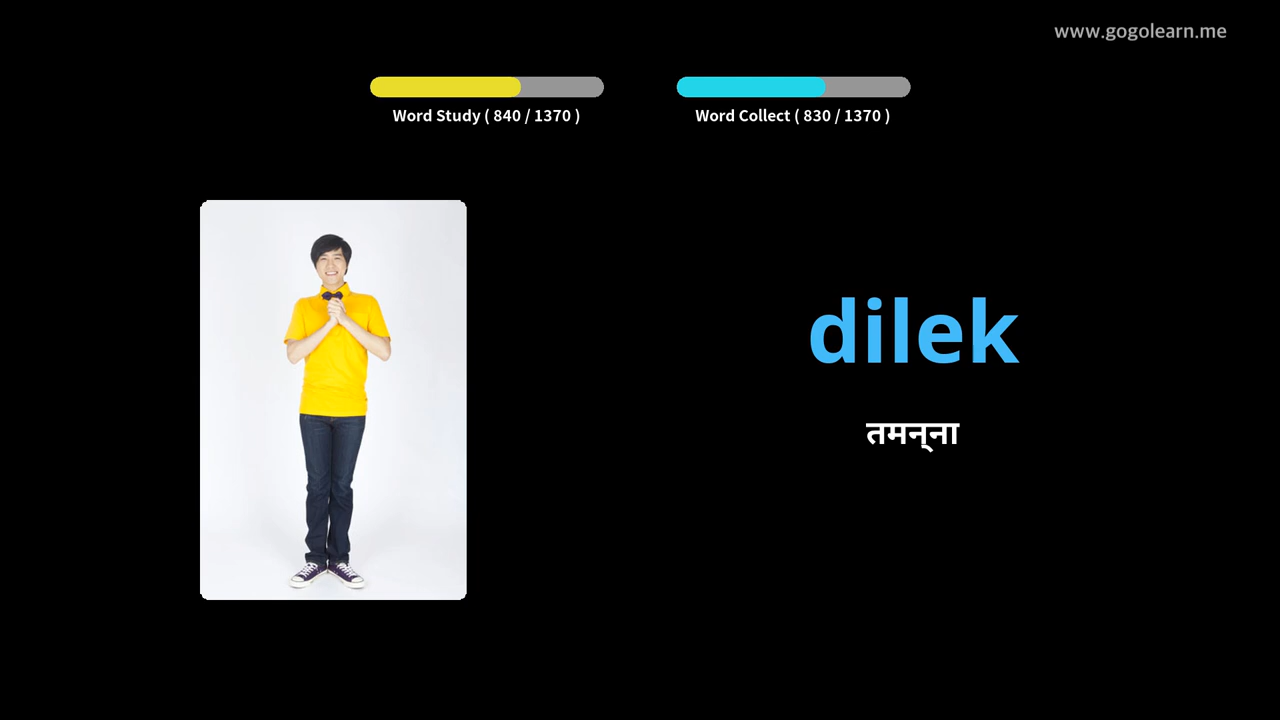 www.gogolearn.me
Word Study ( 840 / 1370 )
Word Collect ( 830 / 1370 )
dilek
तमन्‌ना